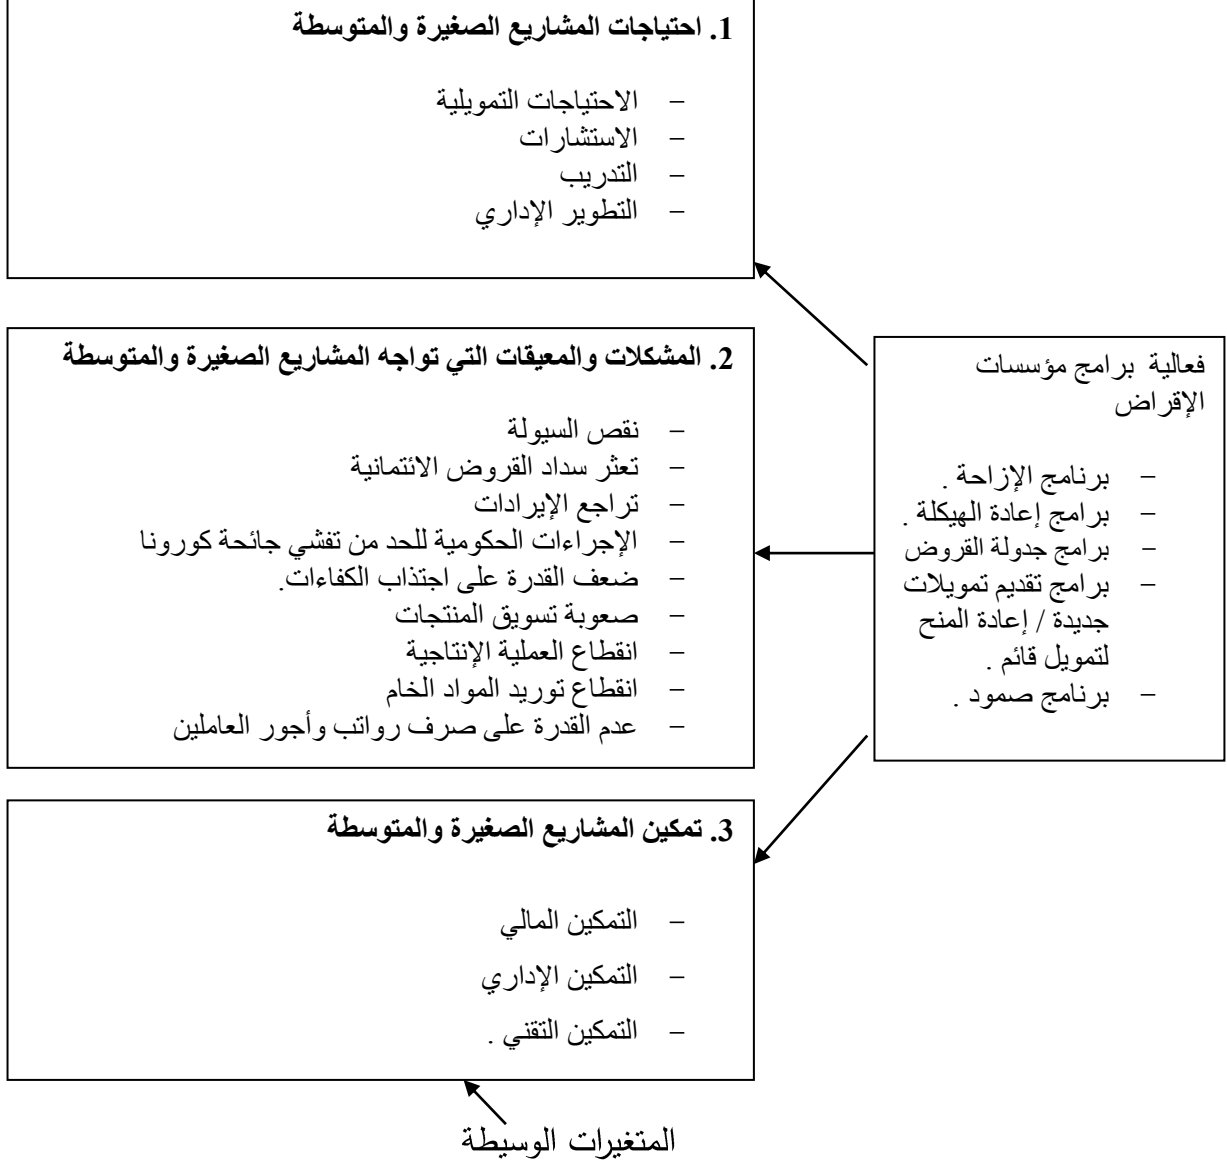 1. احتياجات المشاريع الصغيرة والمتوسطة
– الاحتياجات التمويلية
– الاستشارات
– التدريب
– التطوير الإداري
2. المشكلات والمعيقات التي تواجه المشاريع الصغيرة والمتوسطة
– نقص السيولة
– تعثر سداد القروض الائتمانية
– تراجع الإيرادات
– الإجراءات الحكومية للحد من تفشي جائحة كورونا
– ضعف القدرة على اجتذاب الكفاءات.
– صعوبة تسويق المنتجات
– انقطاع العملية الإنتاجية
– انقطاع توريد المواد الخام
– عدم القدرة على صرف رواتب وأجور العاملين
فعالية برامج مؤسسات
الإقراض
– برنامج الإزاحة .
– برامج إعادة الهيكلة .
– برامج جدولة القروض
– برامج تقديم تمويلات
جديدة / إعادة المنح
لتمويل قائم .
– برنامج صمود .
3. تمكين المشاريع الصغيرة والمتوسطة
– التمكين المالي
– التمكين الإداري
– التمكين التقني .
المتغيرات الوسيطة